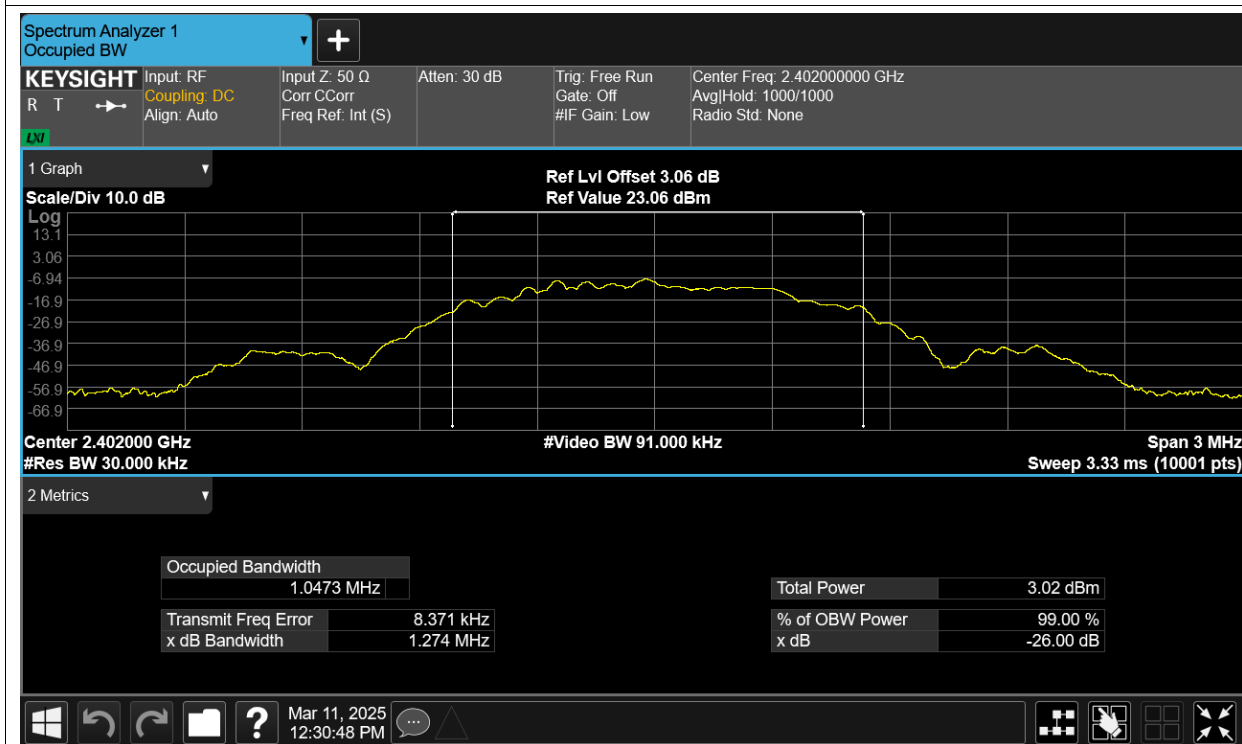 Spectrum Analyzer 1
Occupied BW
+
KEYSIGHT
R T
LXI
Input: RF
Coupling: DC
Align: Auto
Input Z: 50 Ω
Corr CCorr
Freq Ref: Int (S)
Atten: 30 dB
Trig: Free Run
Gate: Off
#IF Gain: Low
Center Freq: 2.402000000 GHz
Avg|Hold: 1000/1000
Radio Std: None
1 Graph
Ref Lvl Offset 3.06 dB
Scale/Div 10.0 dB
Ref Value 23.06 dBm
Log
13.1
3.06
-6.94
-16.9
-26.9
-36.9
-46.9
-56.9
-66.9
Center 2.402000 GHz
#Video BW 91.000 kHz
Span 3 MHz
#Res BW 30.000 kHz
Sweep 3.33 ms (10001 pts)
2 Metrics
Occupied Bandwidth
1.0473 MHz
Total Power 3.02 dBm
Transmit Freq Error 8.371 kHz
% of OBW Power 99.00 %
x dB Bandwidth 1.274 MHz
x dB -26.00 dB
?
Mar 11, 2025
12:30:48 PM